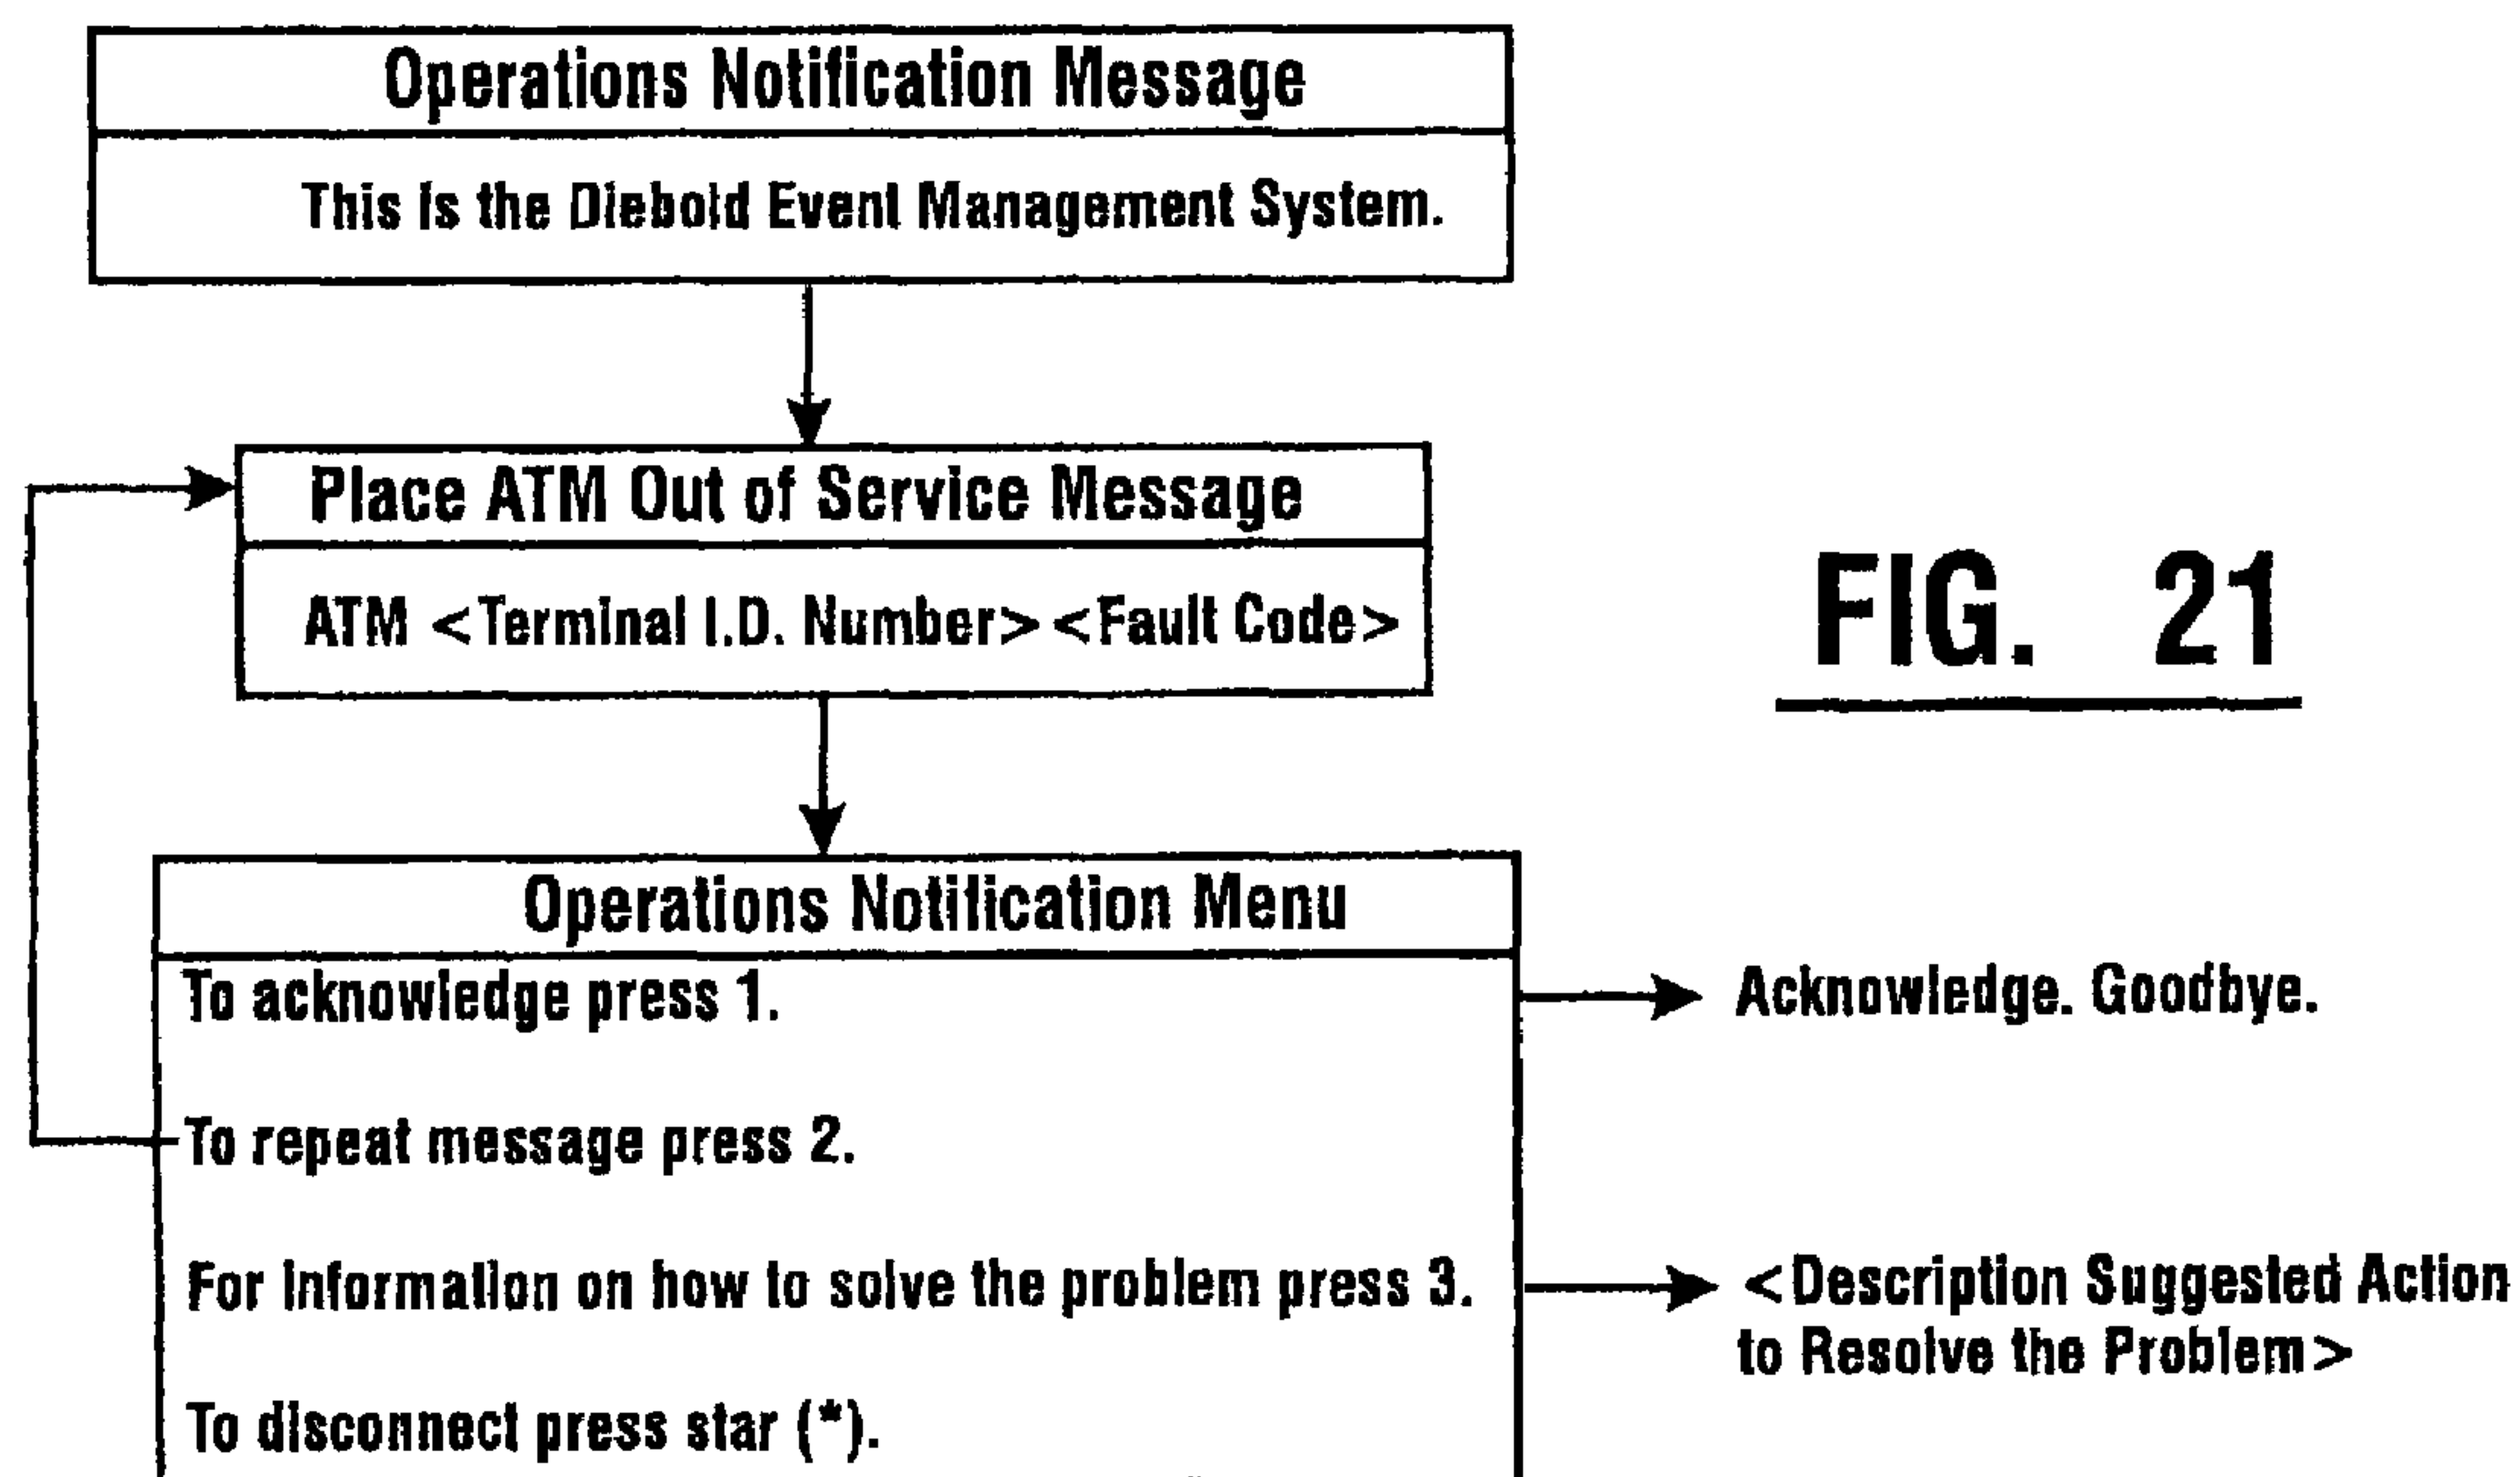 Operations Notification Message
This is the Diebold Event Management System.
Place ATM Out of Service Message
ATM <Terminal I.D. Number> <Fault Code>
FIG. 21
Operations Notification Menu
To acknowledge press 1.
Acknowledge. Goodbye.
To repeat message press 2.
For Information on how to solve the problem press 3.
<Description Suggested Action
to Resolve the Problem>
To disconnect press star (*).